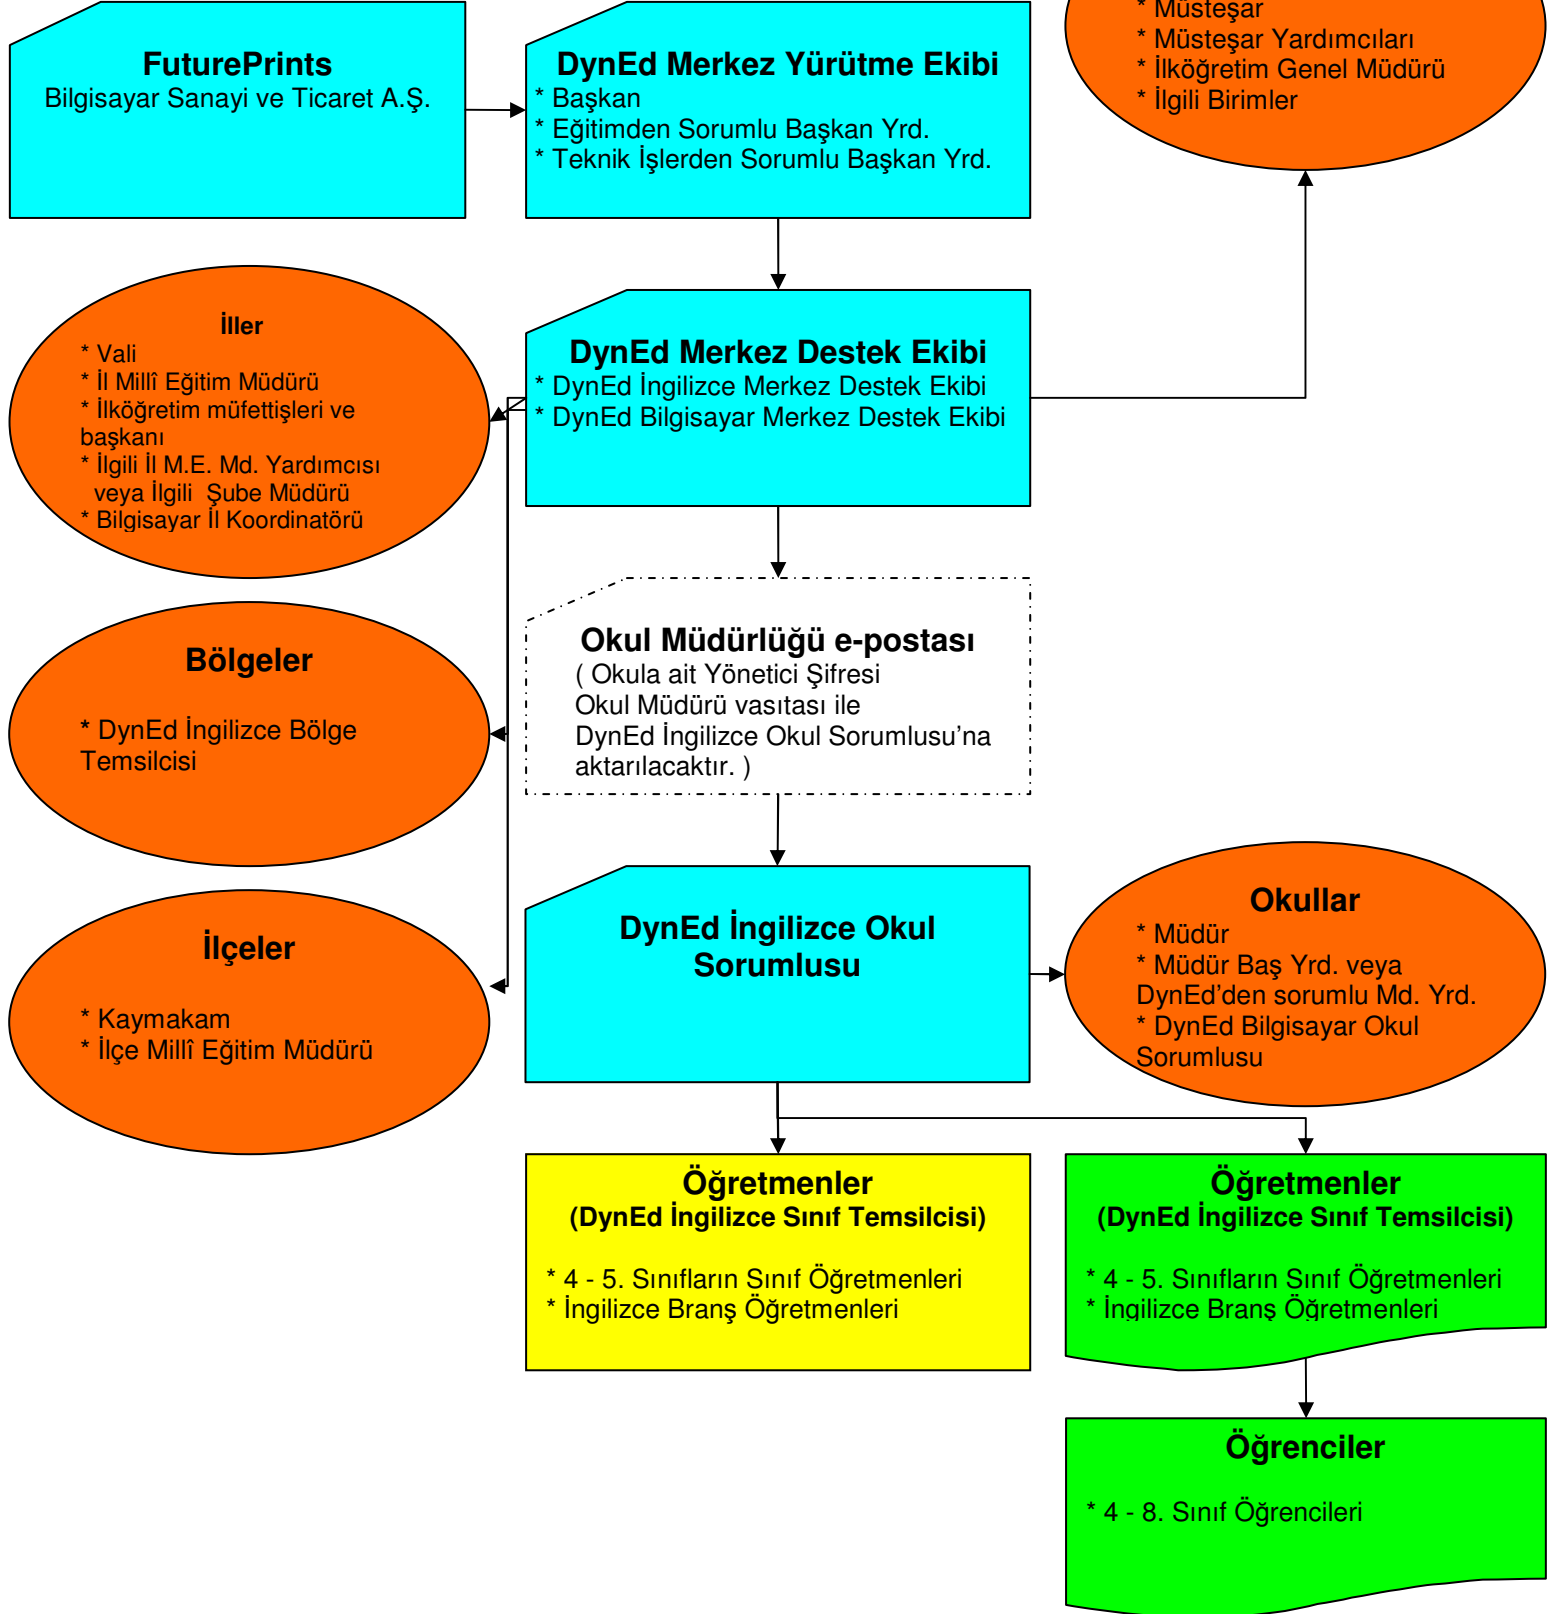 FuturePrints
Bilgisayar Sanayi ve Ticaret A.Ş.
DynEd Merkez Yürütme Ekibi
* Başkan
* Eğitimden Sorumlu Başkan Yrd.
* Teknik İşlerden Sorumlu Başkan Yrd.
* Müsteşar
* Müsteşar Yardımcıları
* İlköğretim Genel Müdürü
* İlgili Birimler
İller
* Vali
* İl Millî Eğitim Müdürü
* İlköğretim müfettişleri ve
başkanı
* İlgili İl M.E. Md. Yardımcısı
veya İlgili Şube Müdürü
* Bilgisayar İl Koordinatörü
DynEd Merkez Destek Ekibi
* DynEd İngilizce Merkez Destek Ekibi
* DynEd Bilgisayar Merkez Destek Ekibi
Bölgeler
* DynEd İngilizce Bölge
Temsilcisi
Okul Müdürlüğü e-postası
( Okula ait Yönetici Şifresi
Okul Müdürü vasıtası ile
DynEd İngilizce Okul Sorumlusu’na
aktarılacaktır. )
İlçeler
* Kaymakam
* İlçe Millî Eğitim Müdürü
DynEd İngilizce Okul
Sorumlusu
Okullar
* Müdür
* Müdür Baş Yrd. veya
DynEd’den sorumlu Md. Yrd.
* DynEd Bilgisayar Okul
Sorumlusu
Öğretmenler
(DynEd İngilizce Sınıf Temsilcisi)
* 4 - 5. Sınıfların Sınıf Öğretmenleri
* İngilizce Branş Öğretmenleri
Öğretmenler
(DynEd İngilizce Sınıf Temsilcisi)
* 4 - 5. Sınıfların Sınıf Öğretmenleri
* İngilizce Branş Öğretmenleri
Öğrenciler
* 4 - 8. Sınıf Öğrencileri